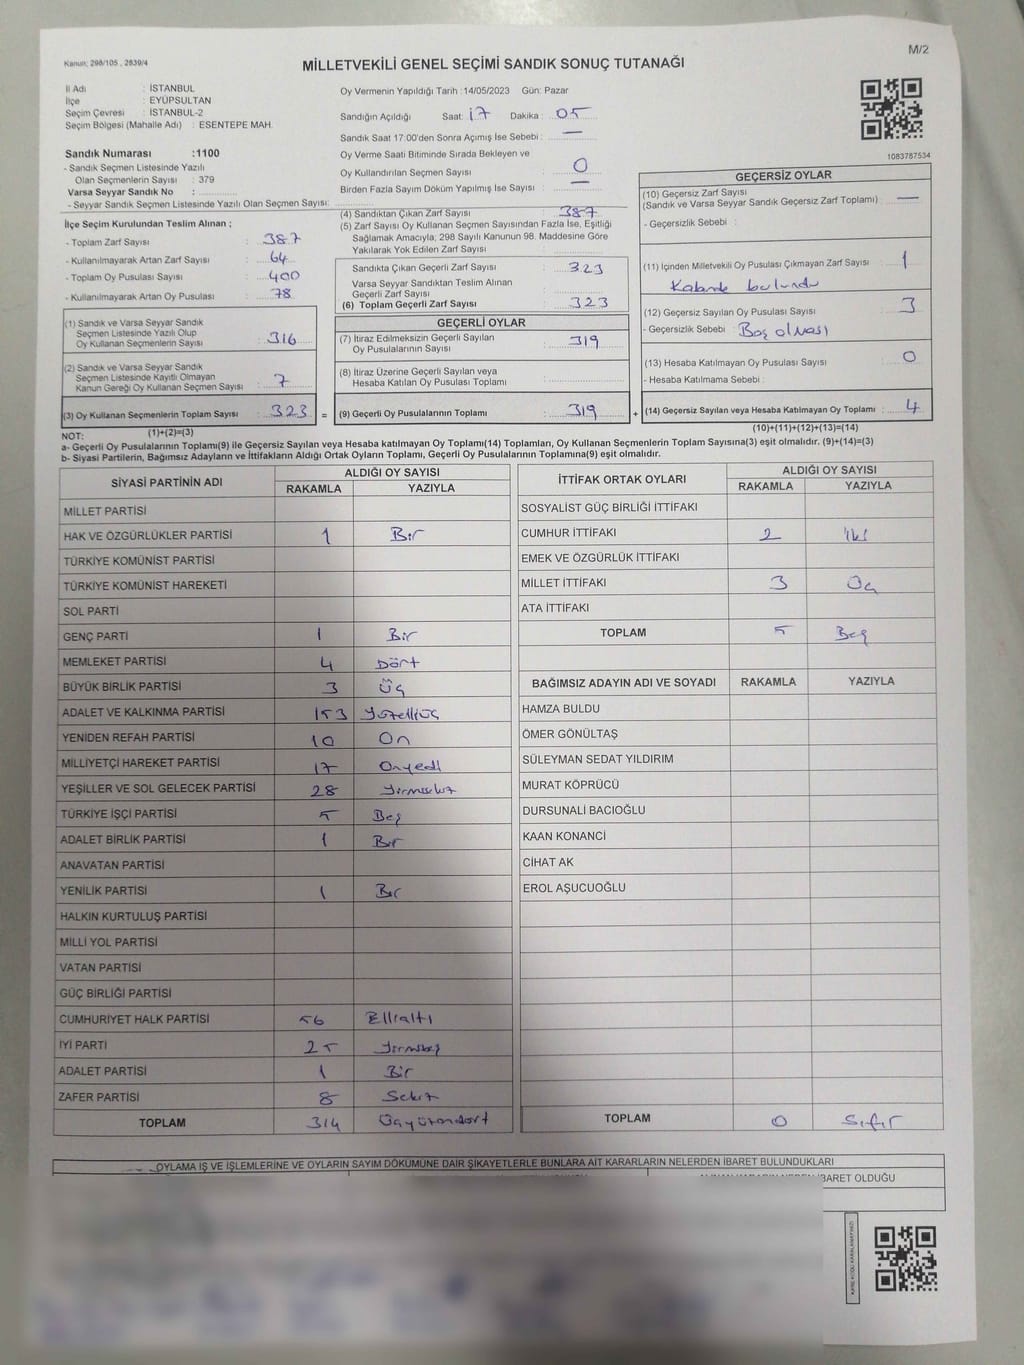 M/2
Kanun: 298/105 , 2839/4
MİLLETVEKİLİ GENEL SEÇİMİ SANDIK SONUÇ TUTANAĞI
İl Adı : İSTANBUL
İlçe : EYÜPSULTAN
Seçim Çevresi : İSTANBUL-2
Seçim Bölgesi (Mahalle Adı) : ESENTEPE MAH.
Sandık Numarası :1100
- Sandık Seçmen Listesinde Yazılı
Olan Seçmenlerin Sayısı : 379
Varsa Seyyar Sandık No :
- Seyyar Sandık Seçmen Listesinde Yazılı Olan Seçmen Sayısı:
Oy Vermenin Yapıldığı Tarih :14/05/2023 Gün: Pazar
Sandığın Açıldığı Saat: 17 Dakika : 05
Sandık Saat 17:00'den Sonra Açımış İse Sebebi : —
Oy Verme Saati Bitiminde Sırada Bekleyen ve
Oy Kullandırılan Seçmen Sayısı : 0
Birden Fazla Sayım Döküm Yapılmış İse Sayısı : —
1083787534
İlçe Seçim Kurulundan Teslim Alınan ;
- Toplam Zarf Sayısı : 387
- Kullanılmayarak Artan Zarf Sayısı : 64
- Toplam Oy Pusulası Sayısı : 400
- Kullanılmayarak Artan Oy Pusulası : 78
(4) Sandıktan Çıkan Zarf Sayısı : 387
(5) Zarf Sayısı Oy Kullanan Seçmen Sayısından Fazla İse, Eşitliği
Sağlamak Amacıyla; 298 Sayılı Kanunun 98. Maddesine Göre
Yakılarak Yok Edilen Zarf Sayısı
Sandıkta Çıkan Geçerli Zarf Sayısı : 323
Varsa Seyyar Sandıktan Teslim Alınan
Geçerli Zarf Sayısı
(6) Toplam Geçerli Zarf Sayısı : 323
GEÇERSİZ OYLAR
(10) Geçersiz Zarf Sayısı
(Sandık ve Varsa Seyyar Sandık Geçersiz Zarf Toplamı) : —
- Geçersizlik Sebebi :
(11) İçinden Milletvekili Oy Pusulası Çıkmayan Zarf Sayısı : 1
Kabinde bulundu
(12) Geçersiz Sayılan Oy Pusulası Sayısı : 3
- Geçersizlik Sebebi : Boş olması
(13) Hesaba Katılmayan Oy Pusulası Sayısı : 0
- Hesaba Katılmama Sebebi :
(1) Sandık ve Varsa Seyyar Sandık
Seçmen Listesinde Yazılı Olup
Oy Kullanan Seçmenlerin Sayısı : 316
(2) Sandık ve Varsa Seyyar Sandık
Seçmen Listesinde Kayıtlı Olmayan
Kanun Gereği Oy Kullanan Seçmen Sayısı : 7
GEÇERLİ OYLAR
(7) İtiraz Edilmeksizin Geçerli Sayılan
Oy Pusulalarının Sayısı : 319
(8) İtiraz Üzerine Geçerli Sayılan veya
Hesaba Katılan Oy Pusulası Toplamı :
(3) Oy Kullanan Seçmenlerin Toplam Sayısı : 323 = (9) Geçerli Oy Pusulalarının Toplamı : 319 + (14) Geçersiz Sayılan veya Hesaba Katılmayan Oy Toplamı : 4
NOT: (1)+(2)=(3) (10)+(11)+(12)+(13)=(14)
a- Geçerli Oy Pusulalarının Toplamı(9) ile Geçersiz Sayılan veya Hesaba katılmayan Oy Toplamı(14) Toplamları, Oy Kullanan Seçmenlerin Toplam Sayısına(3) eşit olmalıdır. (9)+(14)=(3)
b- Siyasi Partilerin, Bağımsız Adayların ve İttifakların Aldığı Ortak Oyların Toplamı, Geçerli Oy Pusulalarının Toplamına(9) eşit olmalıdır.
SİYASİ PARTİNİN ADI ALDIĞI OY SAYISI
RAKAMLA YAZIYLA
MİLLET PARTİSİ
HAK VE ÖZGÜRLÜKLER PARTİSİ 1 Bir
TÜRKİYE KOMÜNİST PARTİSİ
TÜRKİYE KOMÜNİST HAREKETİ
SOL PARTİ
GENÇ PARTİ 1 Bir
MEMLEKET PARTİSİ 4 Dört
BÜYÜK BİRLİK PARTİSİ 3 Üç
ADALET VE KALKINMA PARTİSİ 153 Yüzelliüç
YENİDEN REFAH PARTİSİ 10 On
MİLLİYETÇİ HAREKET PARTİSİ 17 Onyedi
YEŞİLLER VE SOL GELECEK PARTİSİ 28 Yirmisekiz
TÜRKİYE İŞÇİ PARTİSİ 5 Beş
ADALET BİRLİK PARTİSİ 1 Bir
ANAVATAN PARTİSİ
YENİLİK PARTİSİ 1 Bir
HALKIN KURTULUŞ PARTİSİ
MİLLİ YOL PARTİSİ
VATAN PARTİSİ
GÜÇ BİRLİĞİ PARTİSİ
CUMHURİYET HALK PARTİSİ 56 Ellialtı
İYİ PARTİ 25 Yirmibeş
ADALET PARTİSİ 1 Bir
ZAFER PARTİSİ 8 Sekiz
TOPLAM 314 Üçyüzondört
İTTİFAK ORTAK OYLARI ALDIĞI OY SAYISI
RAKAMLA YAZIYLA
SOSYALİST GÜÇ BİRLİĞİ İTTİFAKI
CUMHUR İTTİFAKI 2 İki
EMEK VE ÖZGÜRLÜK İTTİFAKI
MİLLET İTTİFAKI 3 Üç
ATA İTTİFAKI
TOPLAM 5 Beş
BAĞIMSIZ ADAYIN ADI VE SOYADI RAKAMLA YAZIYLA
HAMZA BULDU
ÖMER GÖNÜLTAŞ
SÜLEYMAN SEDAT YILDIRIM
MURAT KÖPRÜCÜ
DURSUNALİ BACIOĞLU
KAAN KONANCİ
CİHAT AK
EROL AŞUCUOĞLU
TOPLAM 0 Sıfır
OYLAMA İŞ VE İŞLEMLERİNE VE OYLARIN SAYIM DÖKÜMÜNE DAİR ŞİKAYETLERLE BUNLARA AİT KARARLARIN NELERDEN İBARET BULUNDUKLARI
BARET OLDUĞU